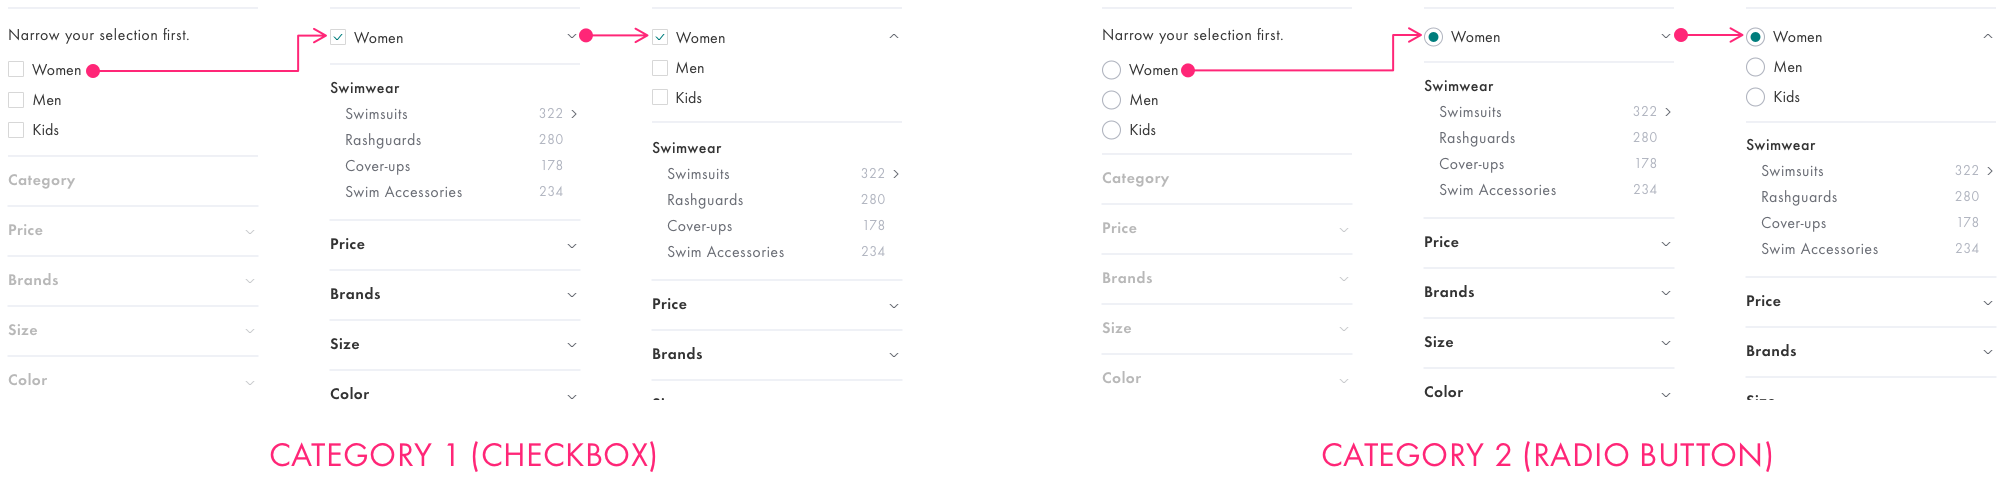 Narrow your selection first.
Women
Men
Kids
Category
Price
Brands
Size
Color
Women
Swimwear
Swimsuits 322
Rashguards 280
Cover-ups 178
Swim Accessories 234
Price
Brands
Size
Color
Women
Men
Kids
Swimwear
Swimsuits 322
Rashguards 280
Cover-ups 178
Swim Accessories 234
Price
Brands
CATEGORY 1 (CHECKBOX)
Narrow your selection first.
Women
Men
Kids
Category
Price
Brands
Size
Color
Women
Swimwear
Swimsuits 322
Rashguards 280
Cover-ups 178
Swim Accessories 234
Price
Brands
Size
Color
Women
Men
Kids
Swimwear
Swimsuits 322
Rashguards 280
Cover-ups 178
Swim Accessories 234
Price
Brands
Size
CATEGORY 2 (RADIO BUTTON)